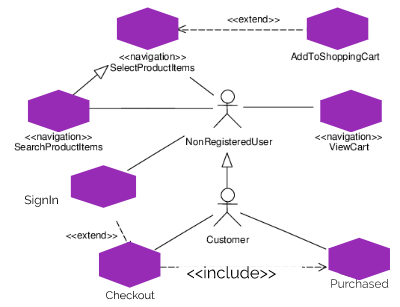 <<extend>>
<<navigation>>
SelectProductItems
AddToShoppingCart
<<navigation>>
SearchProductItems
NonRegisteredUser
<<navigation>>
ViewCart
SignIn
<<extend>>
Customer
<<include>>
Checkout
Purchased